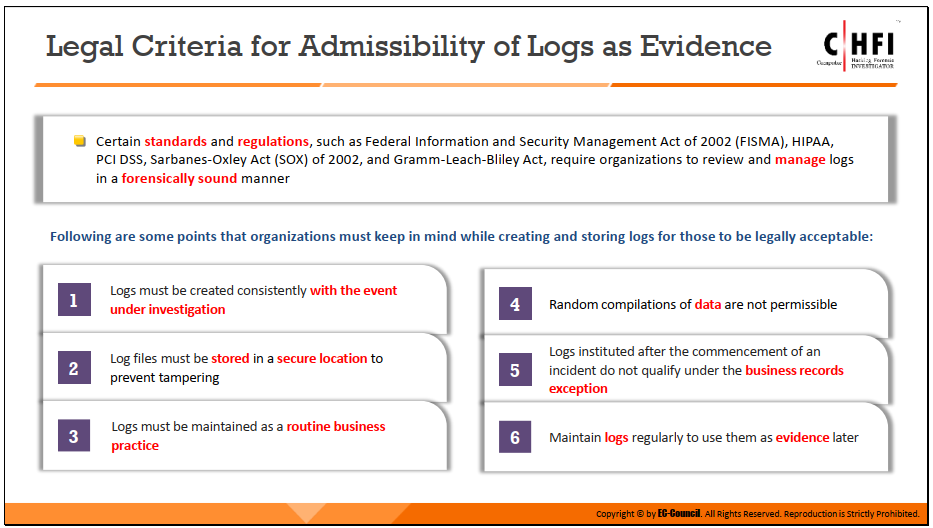 Legal Criteria for Admissibility of Logs as Evidence
CHFI
Computer Hacking Forensic
INVESTIGATOR
Certain standards and regulations, such as Federal Information and Security Management Act of 2002 (FISMA), HIPAA,
PCI DSS, Sarbanes-Oxley Act (SOX) of 2002, and Gramm-Leach-Bliley Act, require organizations to review and manage logs
in a forensically sound manner
Following are some points that organizations must keep in mind while creating and storing logs for those to be legally acceptable:
1
Logs must be created consistently with the event
under investigation
2
Log files must be stored in a secure location to
prevent tampering
3
Logs must be maintained as a routine business
practice
4
Random compilations of data are not permissible
5
Logs instituted after the commencement of an
incident do not qualify under the business records
exception
6
Maintain logs regularly to use them as evidence later
Copyright © by EC-Council. All Rights Reserved. Reproduction is Strictly Prohibited.